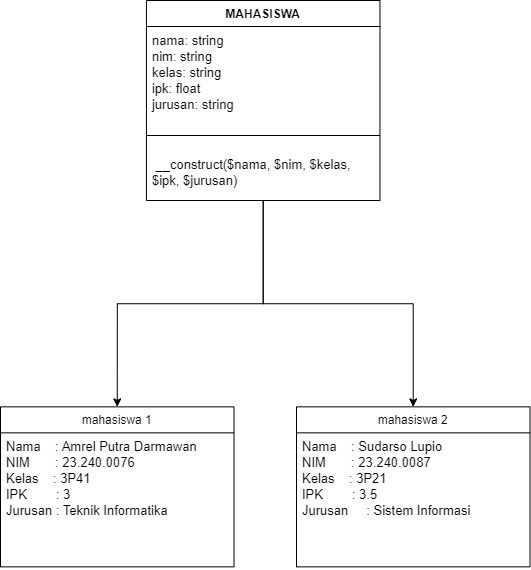 MAHASISWA
nama: string
nim: string
kelas: string
ipk: float
jurusan: string
__construct($nama, $nim, $kelas,
$ipk, $jurusan)
mahasiswa 1
Nama : Amrel Putra Darmawan
NIM : 23.240.0076
Kelas : 3P41
IPK : 3
Jurusan : Teknik Informatika
mahasiswa 2
Nama : Sudarso Lupio
NIM : 23.240.0087
Kelas : 3P21
IPK : 3.5
Jurusan : Sistem Informasi